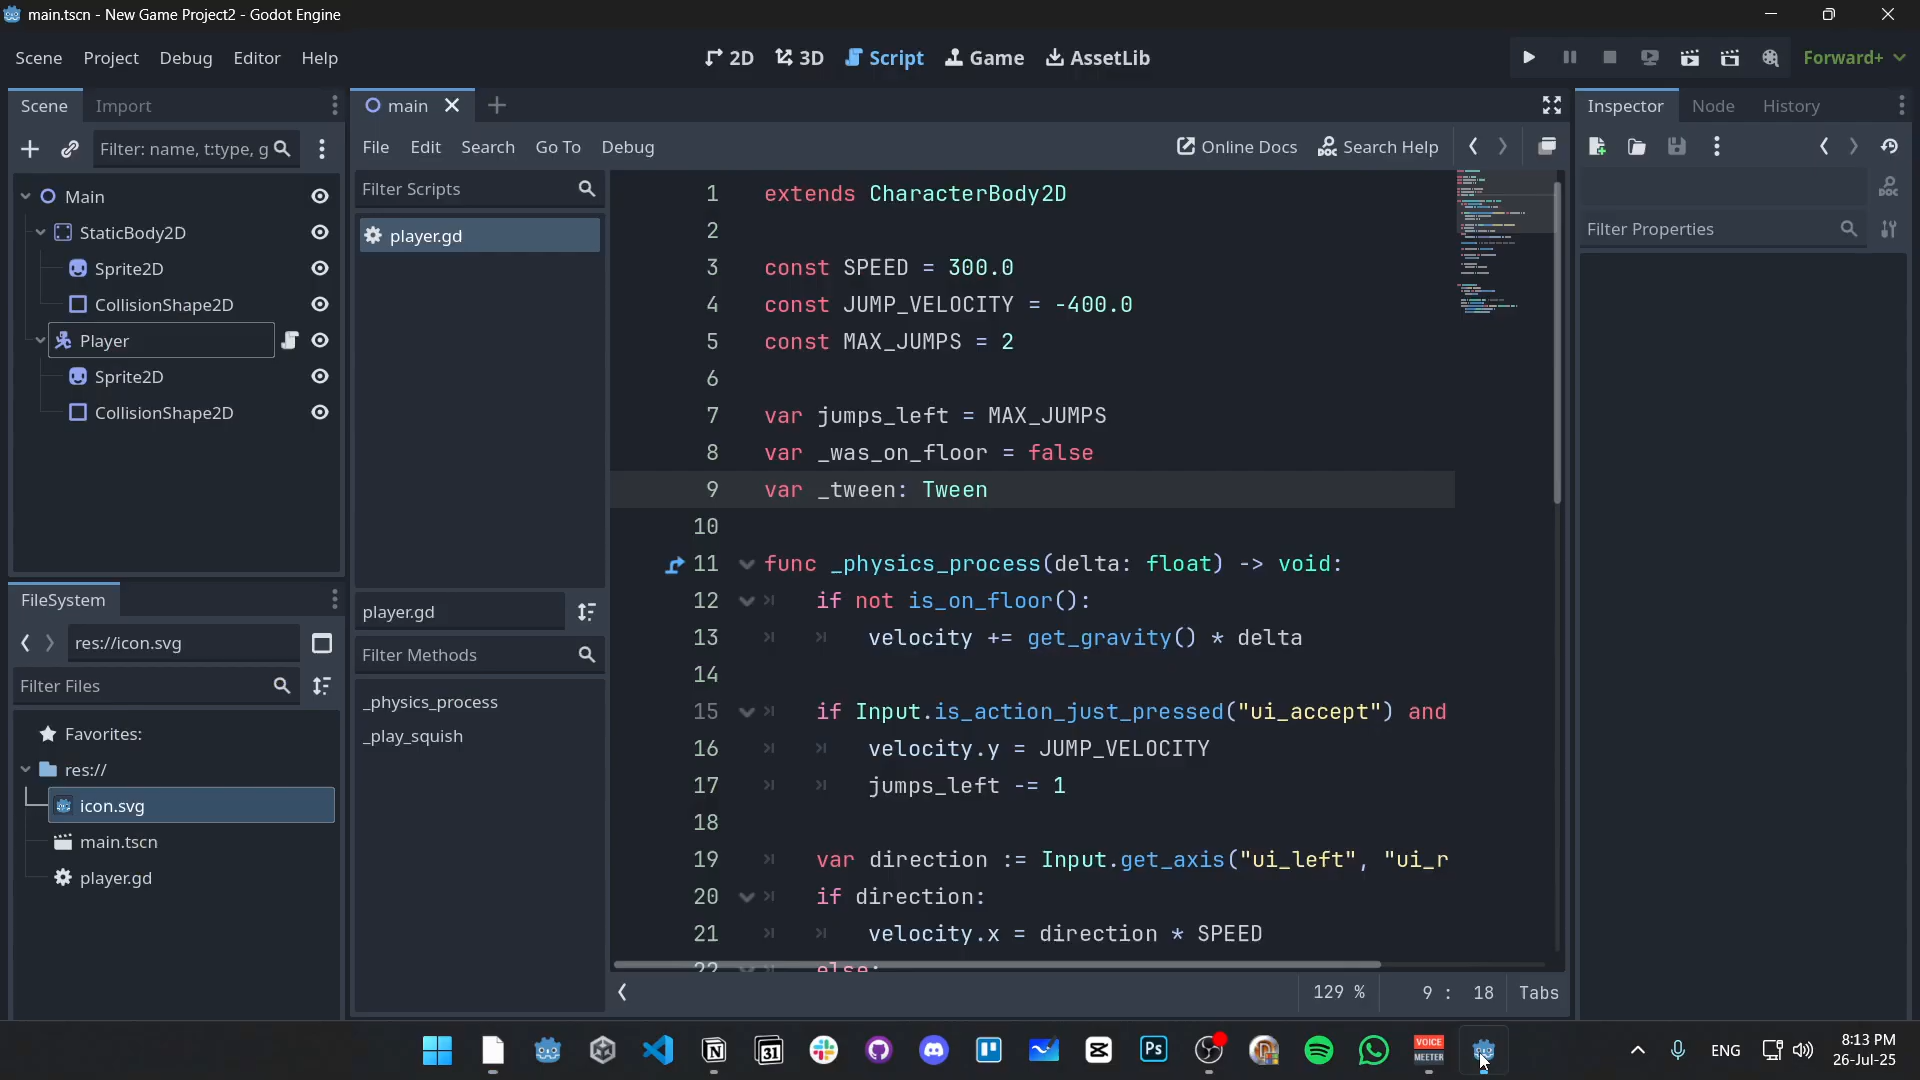 main.tscn - New Game Project2 - Godot Engine
Scene Project Debug Editor Help
2D 3D Script Game AssetLib
Forward+
Scene Import
Filter: name, t:type, g
Main
StaticBody2D
Sprite2D
CollisionShape2D
Player
Sprite2D
CollisionShape2D
FileSystem
res://icon.svg
Filter Files
Favorites:
res://
icon.svg
main.tscn
player.gd
main
File Edit Search Go To Debug
Online Docs Search Help
Filter Scripts
player.gd
player.gd
Filter Methods
_physics_process
_play_squish
1 extends CharacterBody2D
2
3 const SPEED = 300.0
4 const JUMP_VELOCITY = -400.0
5 const MAX_JUMPS = 2
6
7 var jumps_left = MAX_JUMPS
8 var _was_on_floor = false
9 var _tween: Tween
10
11 func _physics_process(delta: float) -> void:
12 if not is_on_floor():
13 velocity += get_gravity() * delta
14
15 if Input.is_action_just_pressed("ui_accept") and
16 velocity.y = JUMP_VELOCITY
17 jumps_left -= 1
18
19 var direction := Input.get_axis("ui_left", "ui_r
20 if direction:
21 velocity.x = direction * SPEED
22 else:
129 % 9 : 18 Tabs
Inspector Node History
DOC
Filter Properties
31
Ps
VOICE
MEETER
ENG
8:13 PM
26-Jul-25